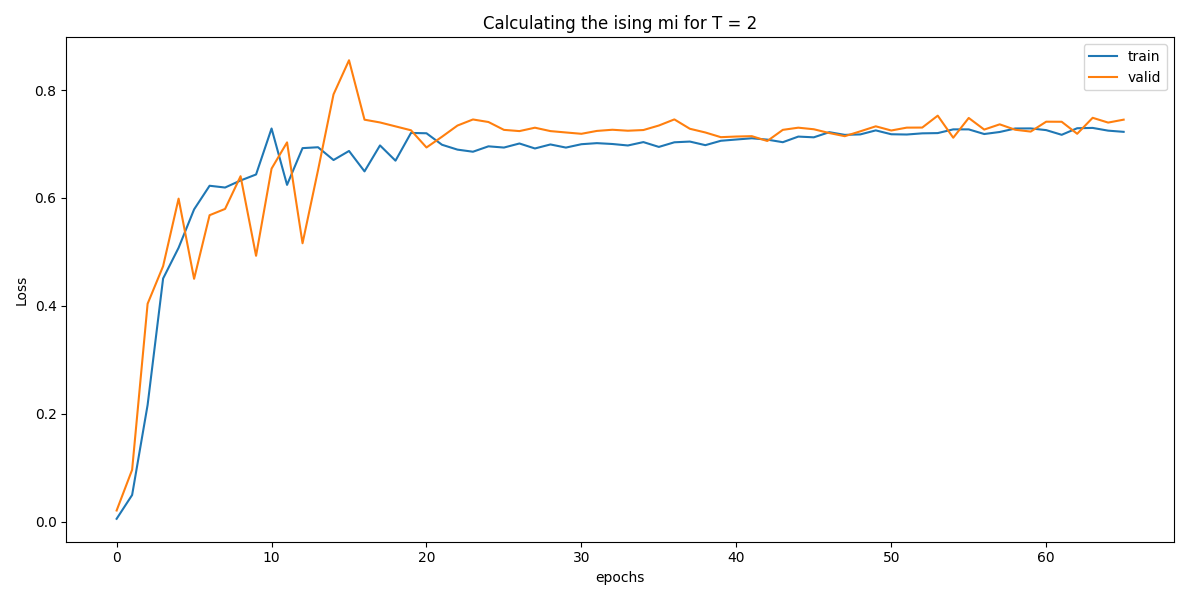 Calculating the ising mi for T = 2
train
valid
Loss
0.8
0.6
0.4
0.2
0.0
0 10 20 30 40 50 60
epochs